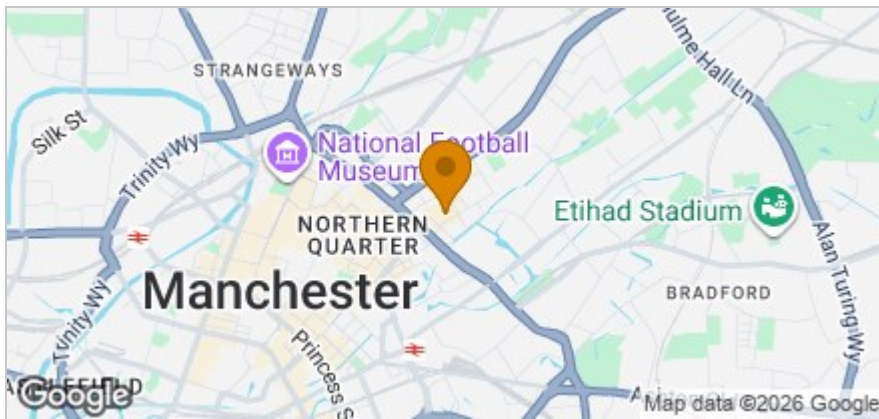 STRANGEWAYS
Silk St
Trinity Wy
National Football
Museum
Hulme Hall Ln
NORTHERN
QUARTER
Etihad Stadium
Manchester
BRADFORD
Alan Turing Wy
Trinity Wy
Princess S
Google
Map data ©2026 Google